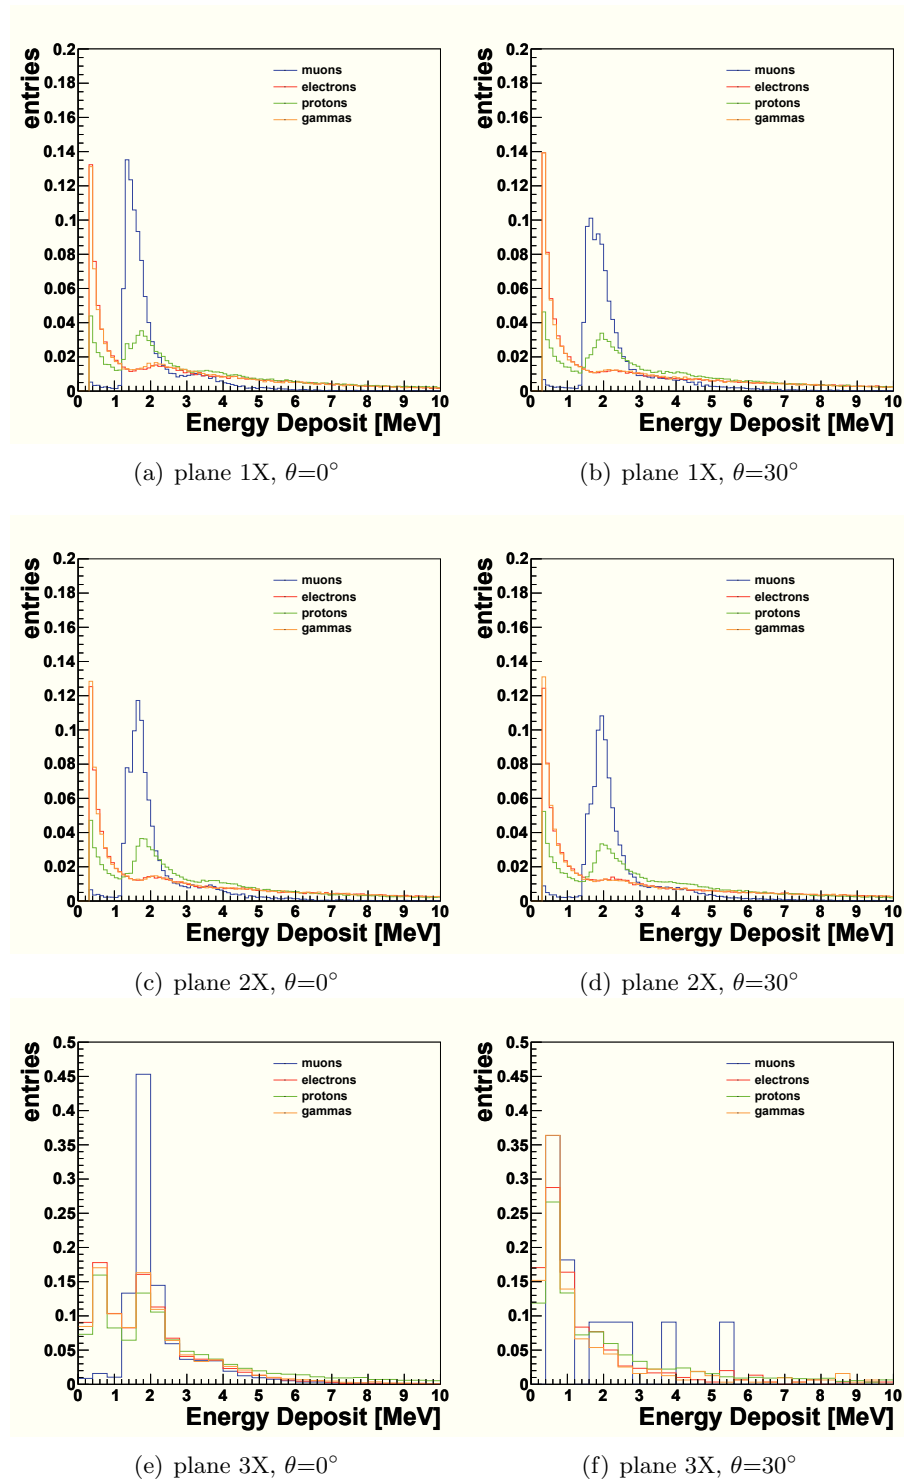 entries
0.2
0.18
0.16
0.14
0.12
0.1
0.08
0.06
0.04
0.02
0
muons
electrons
protons
gammas
0 1 2 3 4 5 6 7 8 9 10
Energy Deposit [MeV]
(a) plane 1X, θ=0°
entries
0.2
0.18
0.16
0.14
0.12
0.1
0.08
0.06
0.04
0.02
0
muons
electrons
protons
gammas
0 1 2 3 4 5 6 7 8 9 10
Energy Deposit [MeV]
(b) plane 1X, θ=30°
entries
0.2
0.18
0.16
0.14
0.12
0.1
0.08
0.06
0.04
0.02
0
muons
electrons
protons
gammas
0 1 2 3 4 5 6 7 8 9 10
Energy Deposit [MeV]
(c) plane 2X, θ=0°
entries
0.2
0.18
0.16
0.14
0.12
0.1
0.08
0.06
0.04
0.02
0
muons
electrons
protons
gammas
0 1 2 3 4 5 6 7 8 9 10
Energy Deposit [MeV]
(d) plane 2X, θ=30°
entries
0.5
0.45
0.4
0.35
0.3
0.25
0.2
0.15
0.1
0.05
0
muons
electrons
protons
gammas
0 1 2 3 4 5 6 7 8 9 10
Energy Deposit [MeV]
(e) plane 3X, θ=0°
entries
0.5
0.45
0.4
0.35
0.3
0.25
0.2
0.15
0.1
0.05
0
muons
electrons
protons
gammas
0 1 2 3 4 5 6 7 8 9 10
Energy Deposit [MeV]
(f) plane 3X, θ=30°